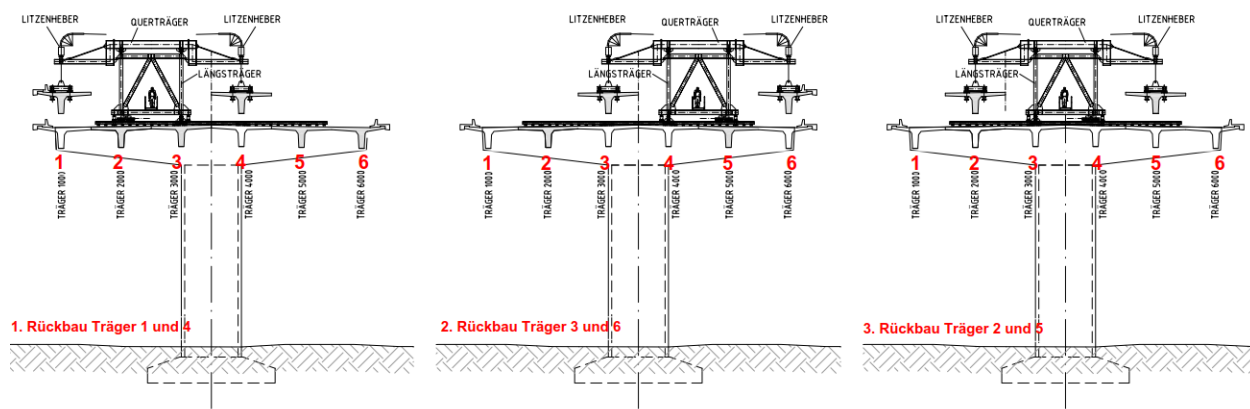 LITZENHEBER LITZENHEBER
QUERTRÄGER
LÄNGSTRÄGER
1 2 3 4 5 6
TRÄGER 1000 TRÄGER 2000 TRÄGER 3000 TRÄGER 4000 TRÄGER 5000 TRÄGER 6000
1. Rückbau Träger 1 und 4
LITZENHEBER LITZENHEBER
QUERTRÄGER
LÄNGSTRÄGER
1 2 3 4 5 6
TRÄGER 1000 TRÄGER 2000 TRÄGER 3000 TRÄGER 4000 TRÄGER 5000 TRÄGER 6000
2. Rückbau Träger 3 und 6
LITZENHEBER LITZENHEBER
QUERTRÄGER
LÄNGSTRÄGER
1 2 3 4 5 6
TRÄGER 1000 TRÄGER 2000 TRÄGER 3000 TRÄGER 4000 TRÄGER 5000 TRÄGER 6000
3. Rückbau Träger 2 und 5